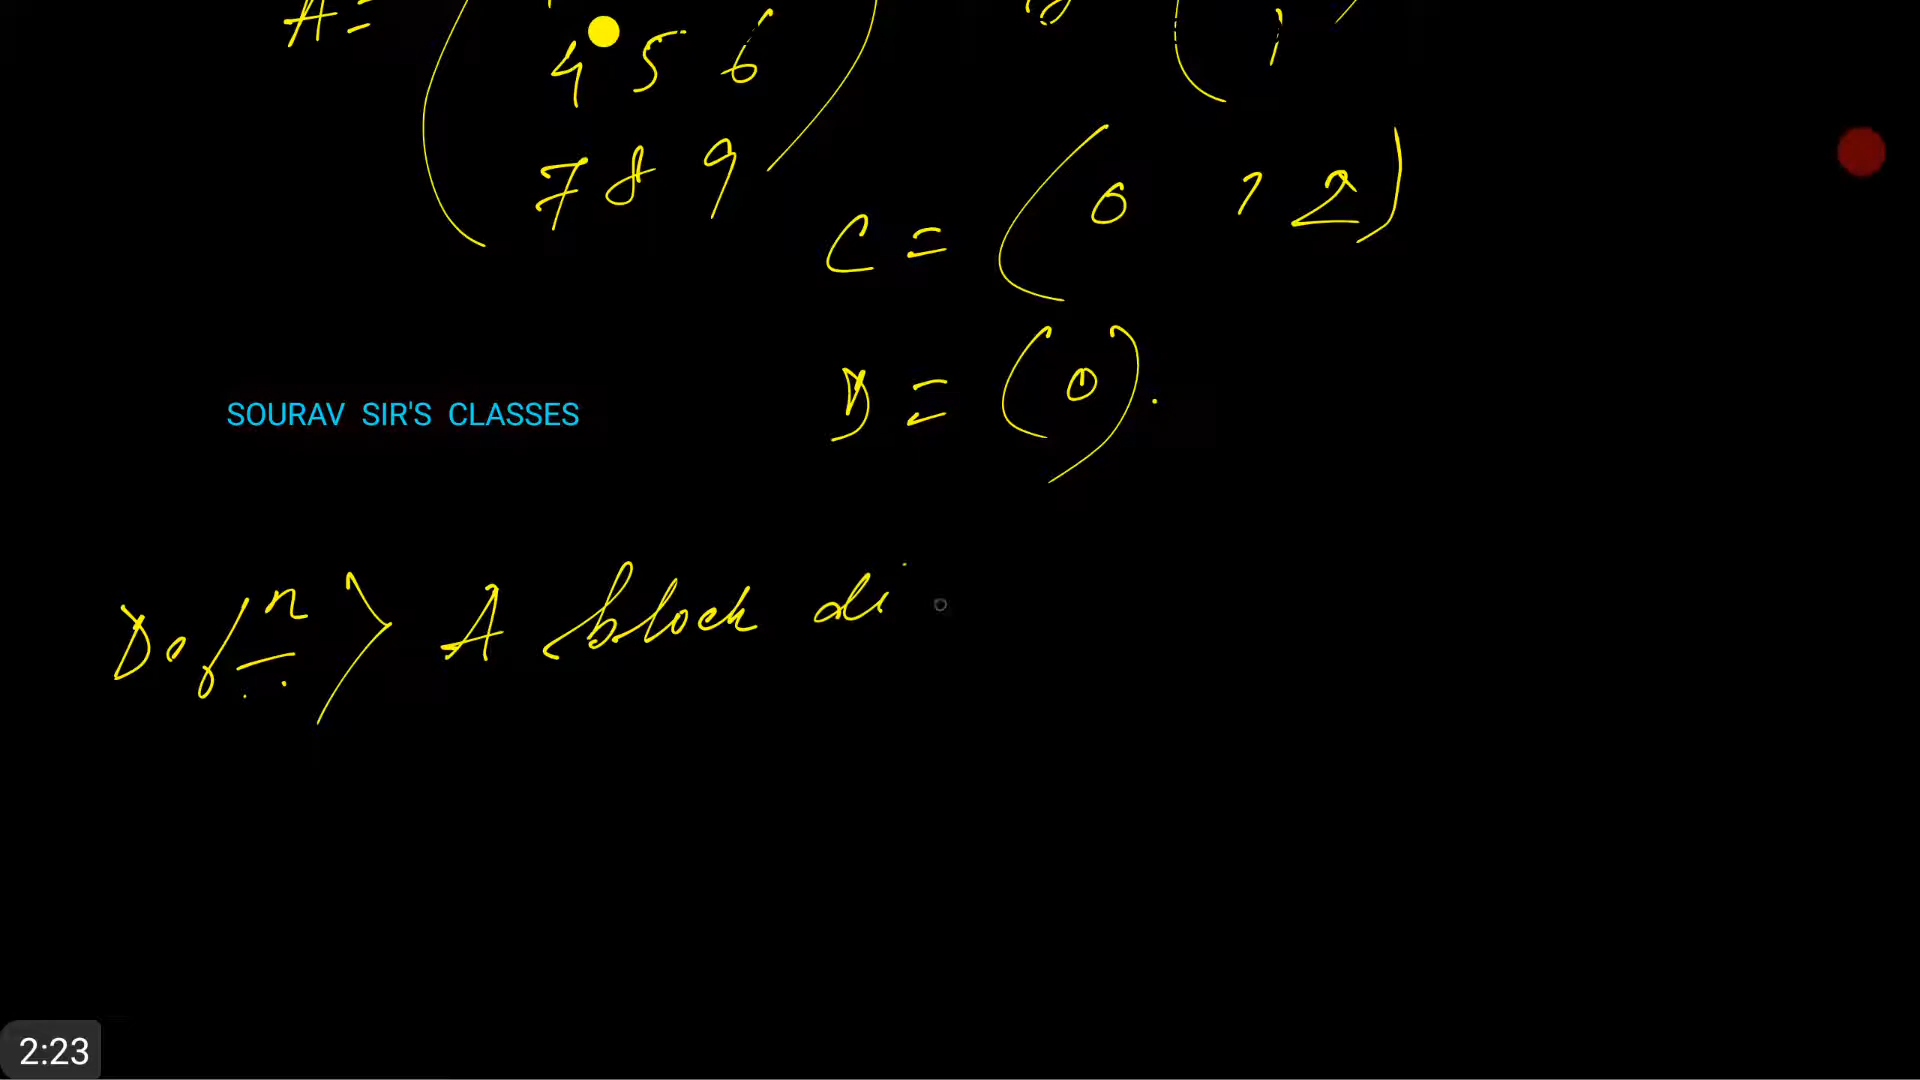 A =
4 5 6
7 8 9
C = ( 0 1 2 )
D = ( 0 ).
SOURAV SIR'S CLASSES
Defn > A block di
2:23